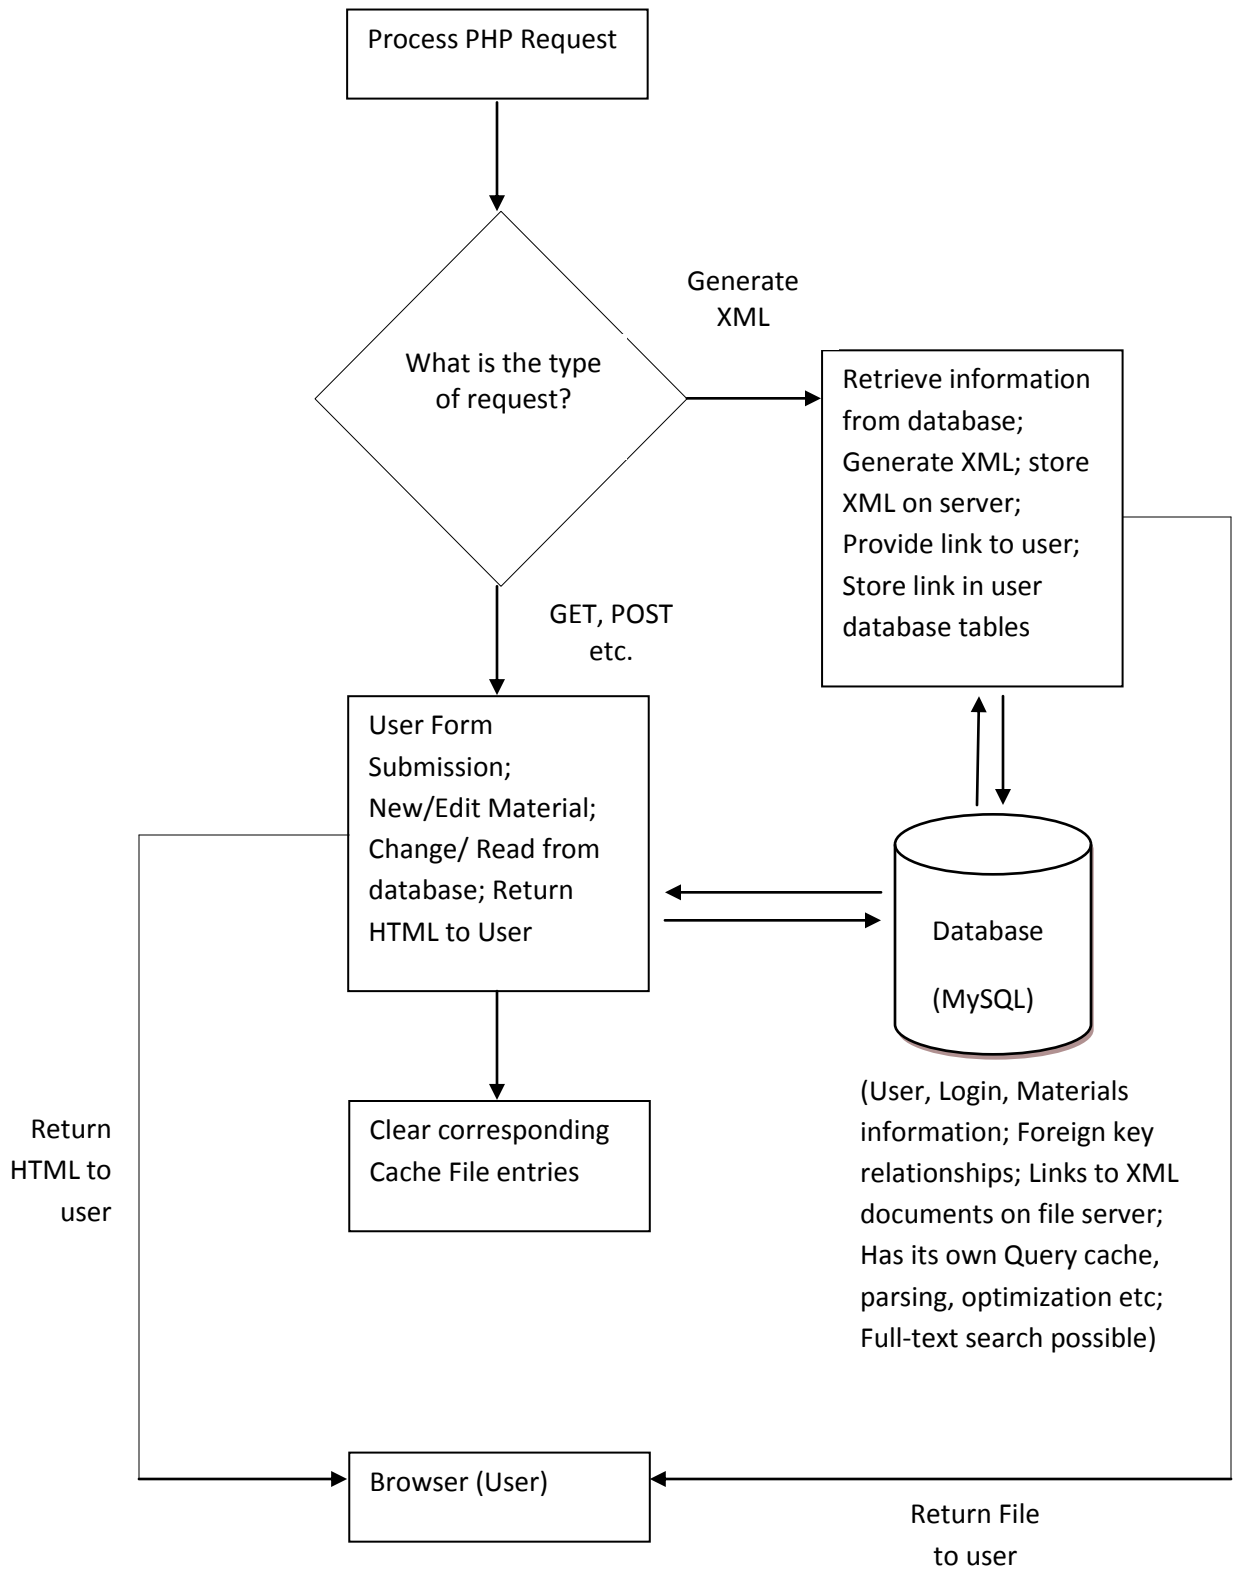 Process PHP Request
Generate
XML
What is the type
of request?
Retrieve information
from database;
Generate XML; store
XML on server;
Provide link to user;
Store link in user
database tables
GET, POST
etc.
User Form
Submission;
New/Edit Material;
Change/ Read from
database; Return
HTML to User
Database
(MySQL)
(User, Login, Materials
information; Foreign key
relationships; Links to XML
documents on file server;
Has its own Query cache,
parsing, optimization etc;
Full-text search possible)
Clear corresponding
Cache File entries
Return
HTML to
user
Browser (User)
Return File
to user